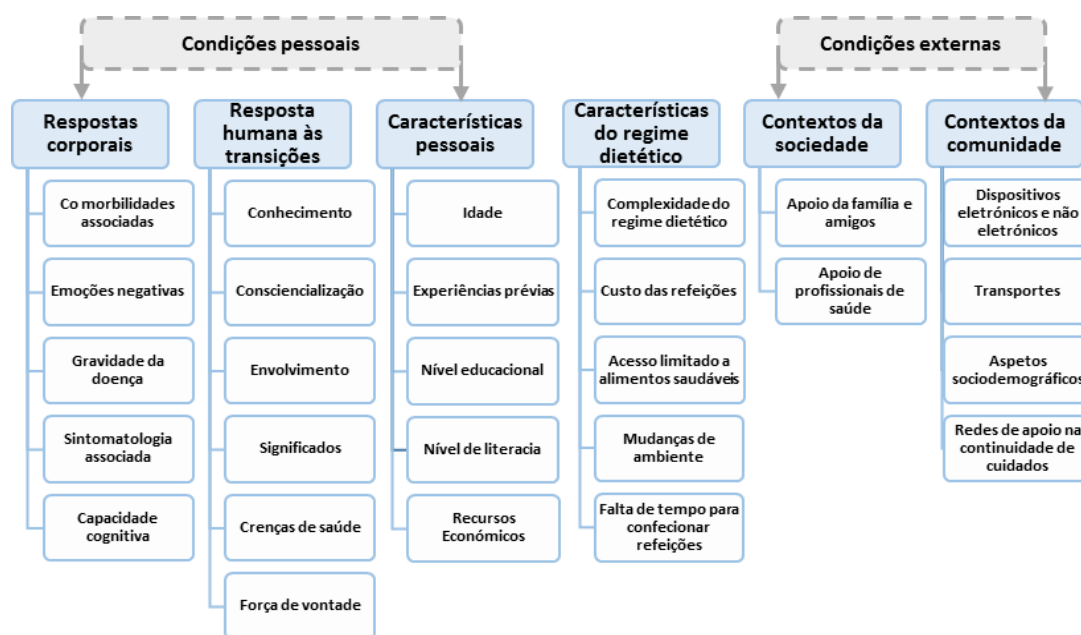 Condições pessoais
Condições externas
Respostas
corporais
Resposta
humana às
transições
Características
pessoais
Características
do regime
dietético
Contextos da
sociedade
Contextos da
comunidade
Co morbilidades
associadas
Emoções negativas
Gravidade da
doença
Sintomatologia
associada
Capacidade
cognitiva
Conhecimento
Consciencialização
Envolvimento
Significados
Crenças de saúde
Força de vontade
Idade
Experiências prévias
Nível educacional
Nível de literacia
Recursos
Económicos
Complexidade do
regime dietético
Custo das refeições
Acesso limitado a
alimentos saudáveis
Mudanças de
ambiente
Falta de tempo para
confecionar
refeições
Apoio da família e
amigos
Apoio de
profissionais de
saúde
Dispositivos
eletrónicos e não
eletrónicos
Transportes
Aspetos
sociodemográficos
Redes de apoio na
continuidade de
cuidados